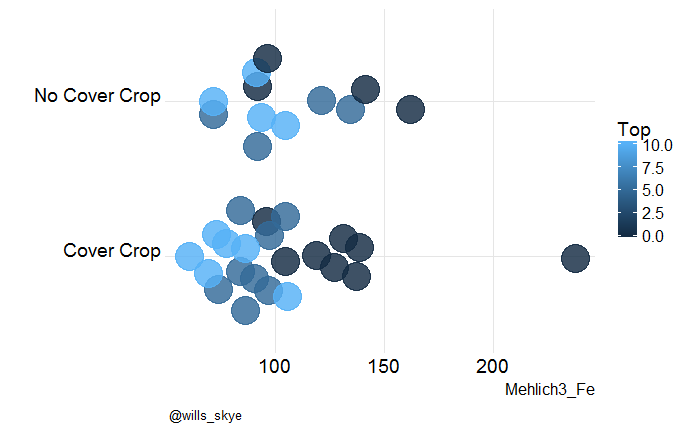 No Cover Crop
Cover Crop
Top
10.0
7.5
5.0
2.5
0.0
100 150 200
Mehlich3_Fe
@wills_skye